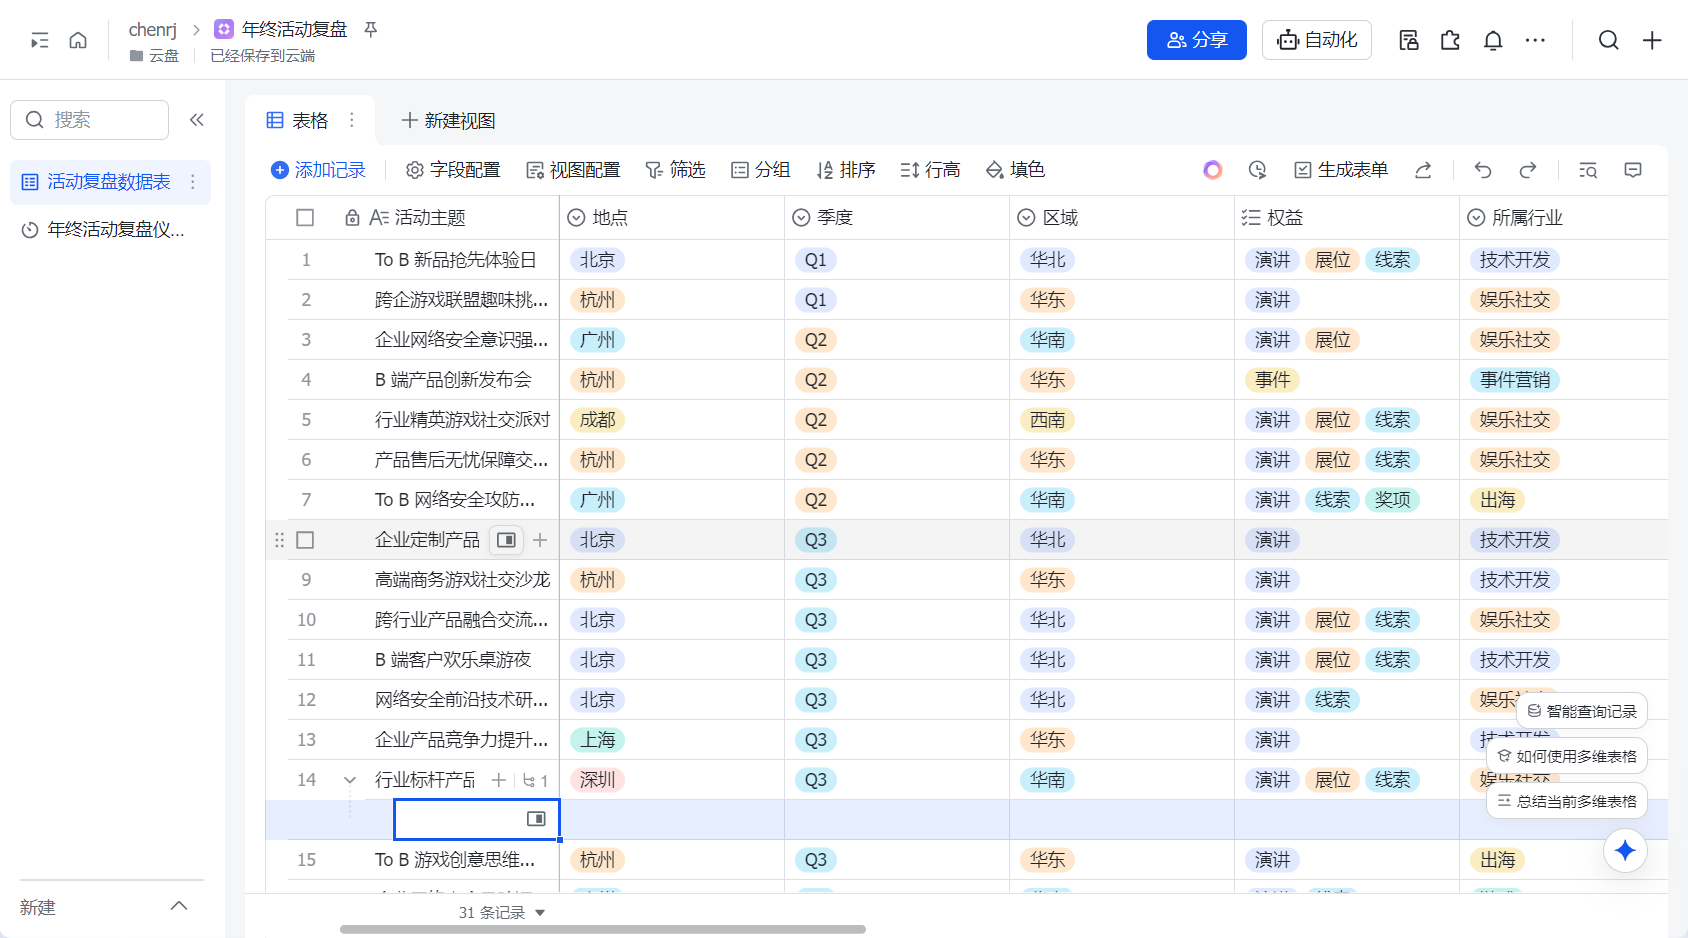 chenrj
年终活动复盘
云盘
已经保存到云端
分享
自动化
搜索
活动复盘数据表
年终活动复盘仪...
新建
表格
新建视图
添加记录
字段配置
视图配置
筛选
分组
排序
行高
填色
生成表单
活动主题 地点 季度 区域 权益 所属行业
1 To B 新品抢先体验日 北京 Q1 华北 演讲 展位 线索 技术开发
2 跨企游戏联盟趣味挑... 杭州 Q1 华东 演讲 娱乐社交
3 企业网络安全意识强... 广州 Q2 华南 演讲 展位 娱乐社交
4 B 端产品创新发布会 杭州 Q2 华东 事件 事件营销
5 行业精英游戏社交派对 成都 Q2 西南 演讲 展位 线索 娱乐社交
6 产品售后无忧保障交... 杭州 Q2 华东 演讲 展位 线索 娱乐社交
7 To B 网络安全攻防... 广州 Q2 华南 演讲 线索 奖项 出海
企业定制产品 北京 Q3 华北 演讲 技术开发
9 高端商务游戏社交沙龙 杭州 Q3 华东 演讲 技术开发
10 跨行业产品融合交流... 北京 Q3 华北 演讲 展位 线索 娱乐社交
11 B 端客户欢乐桌游夜 北京 Q3 华北 演讲 展位 线索 技术开发
12 网络安全前沿技术研... 北京 Q3 华北 演讲 线索 娱乐
13 企业产品竞争力提升... 上海 Q3 华东 演讲
14 行业标杆产品 1 深圳 Q3 华南 演讲 展位 线索
15 To B 游戏创意思维... 杭州 Q3 华东 演讲 出海
智能查询记录
如何使用多维表格
总结当前多维表格
31 条记录